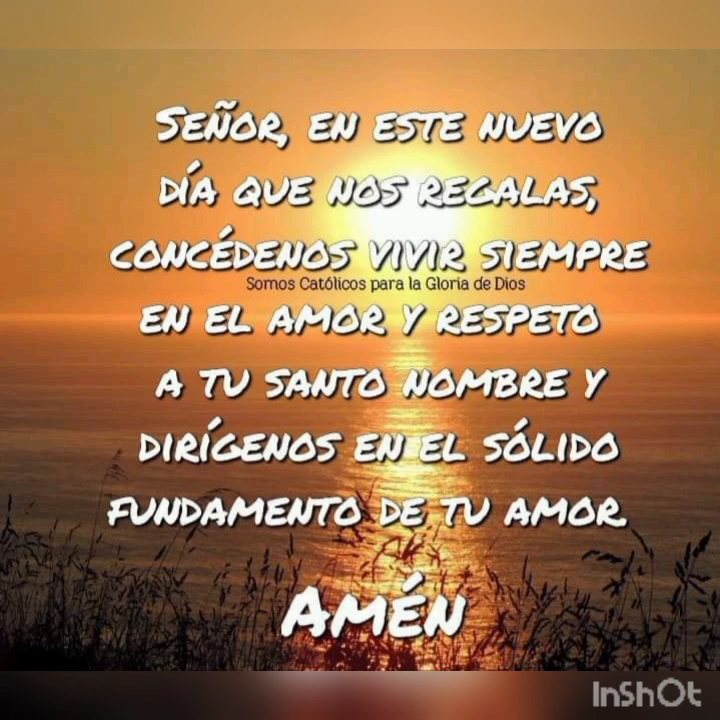 SEÑOR, EN ESTE NUEVO
DÍA QUE NOS REGALAS,
CONCÉDENOS VIVIR SIEMPRE
Somos Católicos para la Gloria de Dios
EN EL AMOR Y RESPETO
A TU SANTO NOMBRE Y
DIRÍGENOS EN EL SÓLIDO
FUNDAMENTO DE TU AMOR.
AMÉN
InShOt